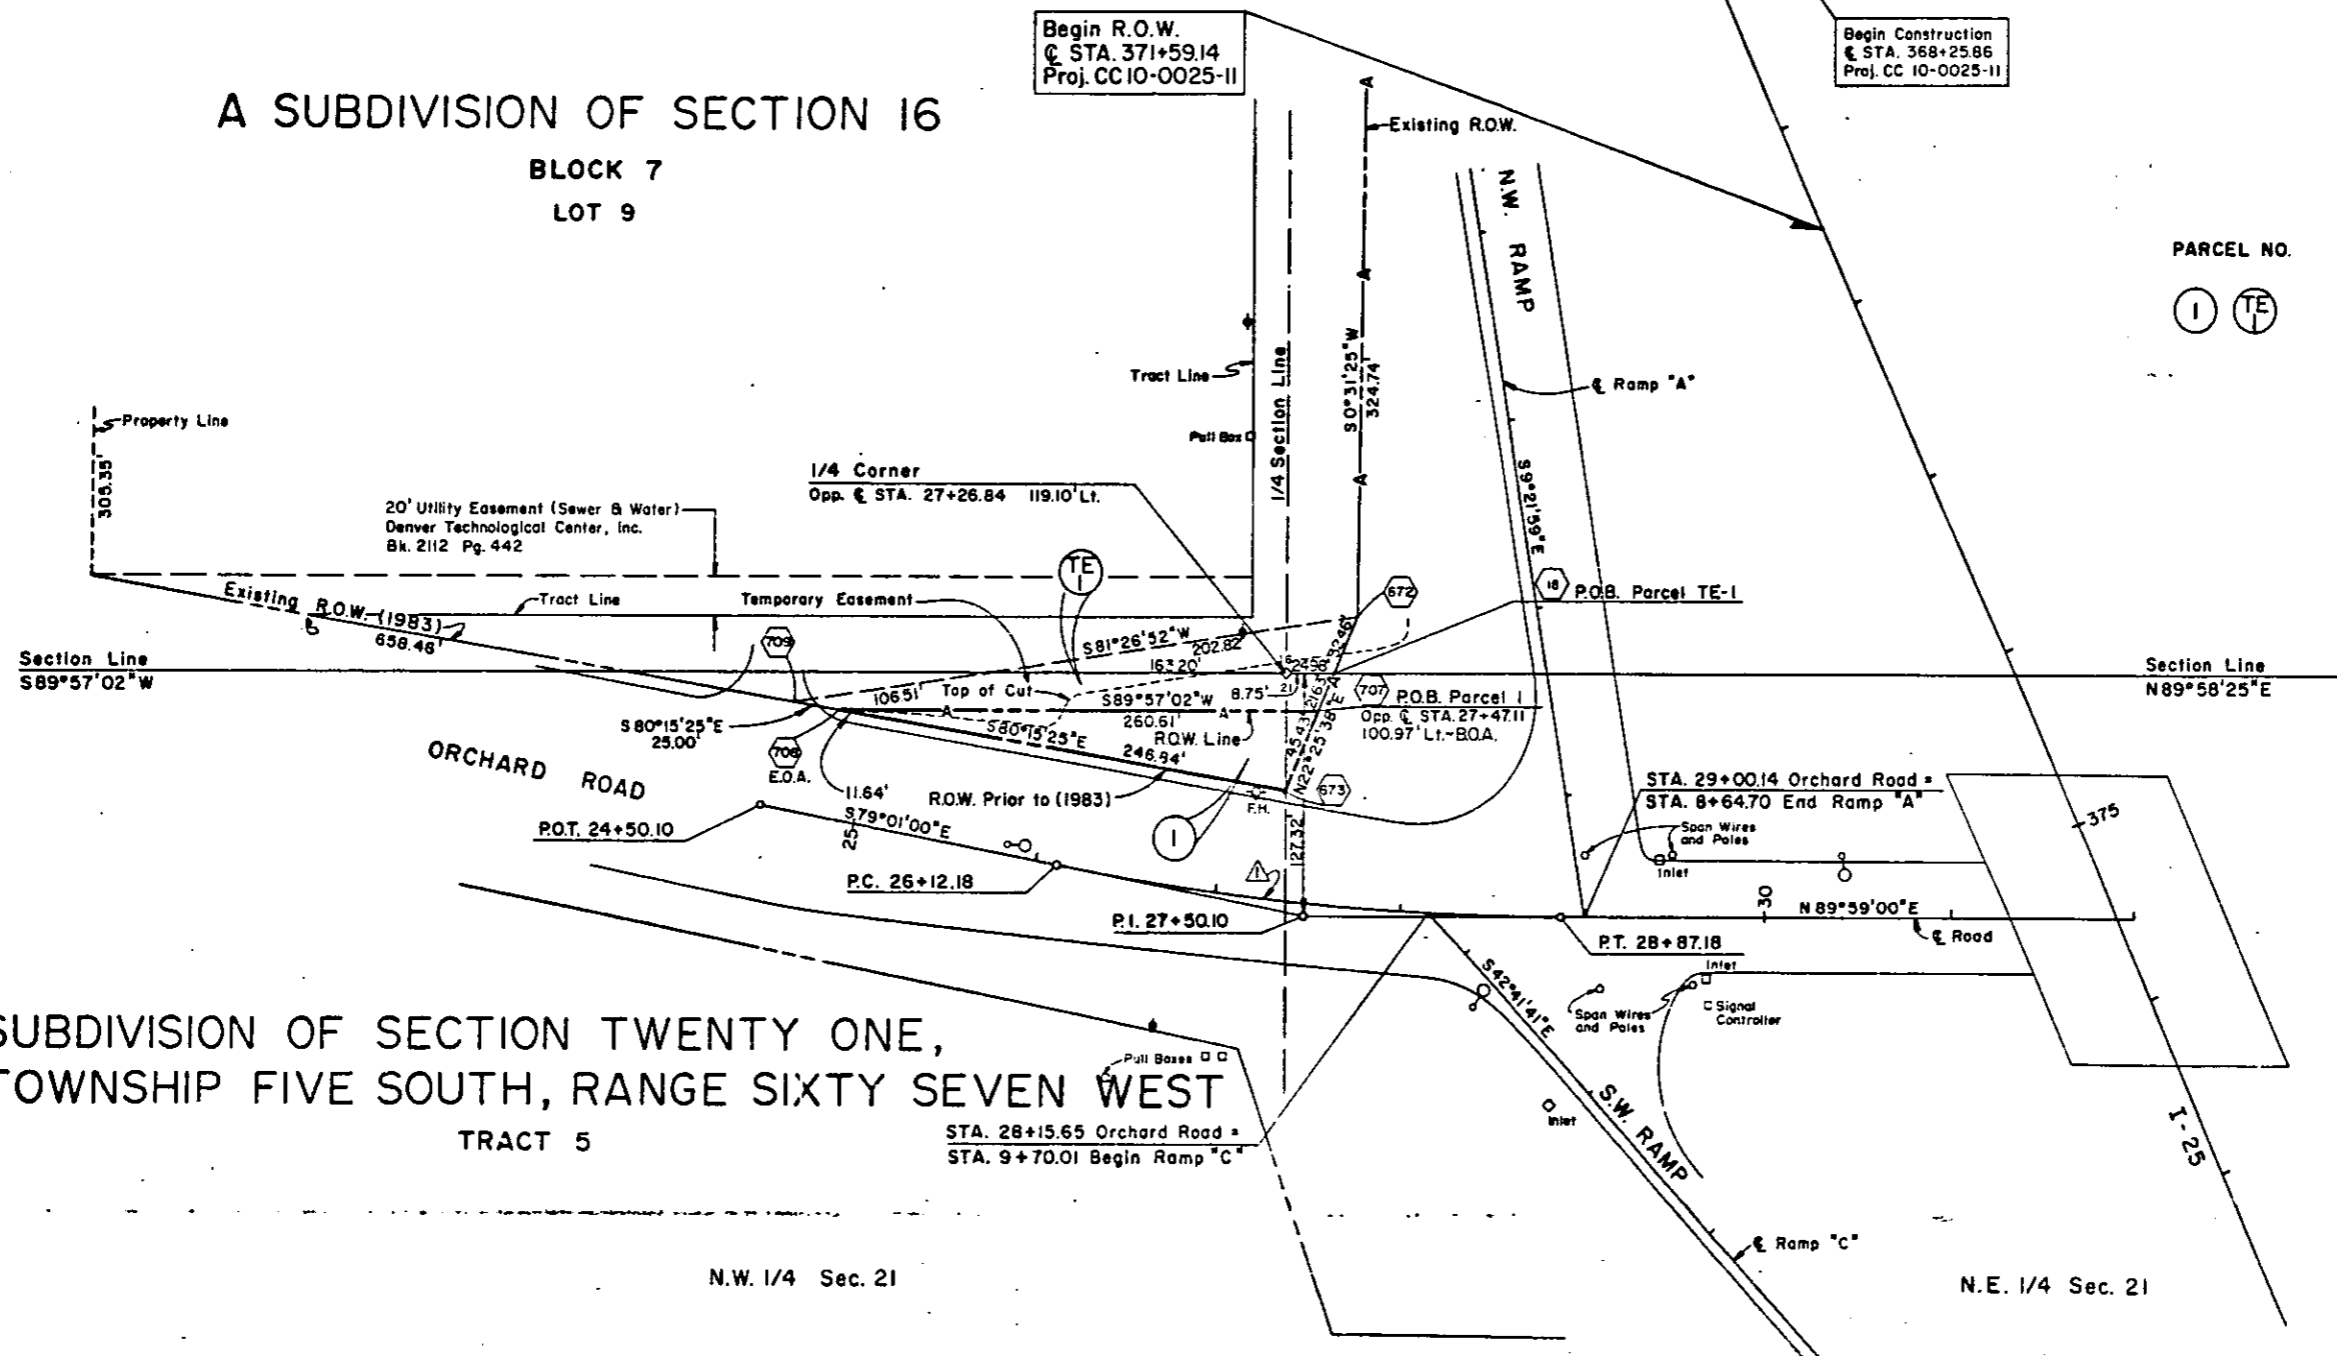 Begin R.O.W.
℄ STA. 371+59.14
Proj. CC 10-0025-11
Begin Construction
℄ STA. 368+25.86
Proj. CC 10-0025-11
A SUBDIVISION OF SECTION 16
BLOCK 7
LOT 9
A
Existing R.O.W.
N.W. RAMP
PARCEL NO.
1
TE
1
A
Tract Line
1/4 Section Line
S 0°31'25"W
324.74'
℄ Ramp "A"
Property Line
305.35'
Pull Box
1/4 Corner
Opp. ℄ STA. 27+26.84 119.10' Lt.
A
S9°21'59"E
20' Utility Easement (Sewer & Water)
Denver Technological Center, Inc.
Bk. 2112 Pg. 442
TE
1
672
18
P.O.B. Parcel TE-1
Existing R.O.W. (1983)
658.46'
Tract Line
Temporary Easement
709
S81°26'52"W
202.82'
32.46'
163.20'
Section Line
S89°57'02"W
Section Line
N89°58'25"E
106.51'
Top of Cut
S89°57'02"W
8.75'
21
707
P.O.B. Parcel 1
Opp. ℄ STA. 27+47.11
100.97' Lt.-B.O.A.
A
A
A
260.61'
R.O.W. Line
S80°15'25"E
25.00'
S80°15'25"E
246.84'
45.43'
N22°25'38"E
708
E.O.A.
11.64'
R.O.W. Prior to (1983)
F.H.
673
ORCHARD ROAD
STA. 29+00.14 Orchard Road =
STA. 8+64.70 End Ramp "A"
375
P.O.T. 24+50.10
S79°01'00"E
25
1
127.32'
Span Wires
and Poles
Inlet
P.C. 26+12.18
1
30
N89°59'00"E
P.I. 27+50.10
℄ Road
P.T. 28+87.18
Inlet
S42°41'41"E
Span Wires
and Poles
Signal
Controller
SUBDIVISION OF SECTION TWENTY ONE,
Pull Boxes
TOWNSHIP FIVE SOUTH, RANGE SIXTY SEVEN WEST
Inlet
S.W. RAMP
I-25
TRACT 5
STA. 28+15.65 Orchard Road =
STA. 9+70.01 Begin Ramp "C"
℄ Ramp "C"
N.W. 1/4 Sec. 21
N.E. 1/4 Sec. 21